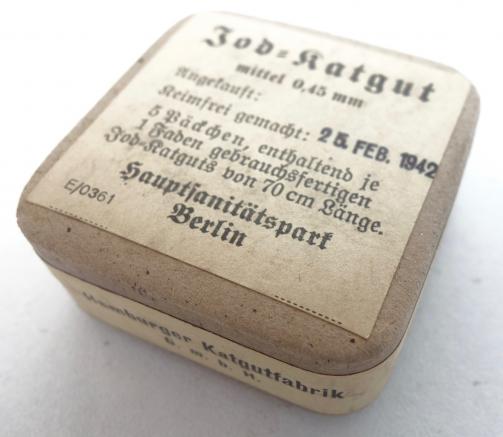 Jod=Katgut
mittel 0,45 mm
Angekauft:
Keimfrei gemacht: 25. FEB. 1942
5 Päckchen, enthaltend je
1 Faden gebrauchsfertigen
Jod-Katguts von 70 cm Länge.
Hauptsanitätspark
Berlin
E/0361
Hamburger Katgutfabrik
G. m. b. H.